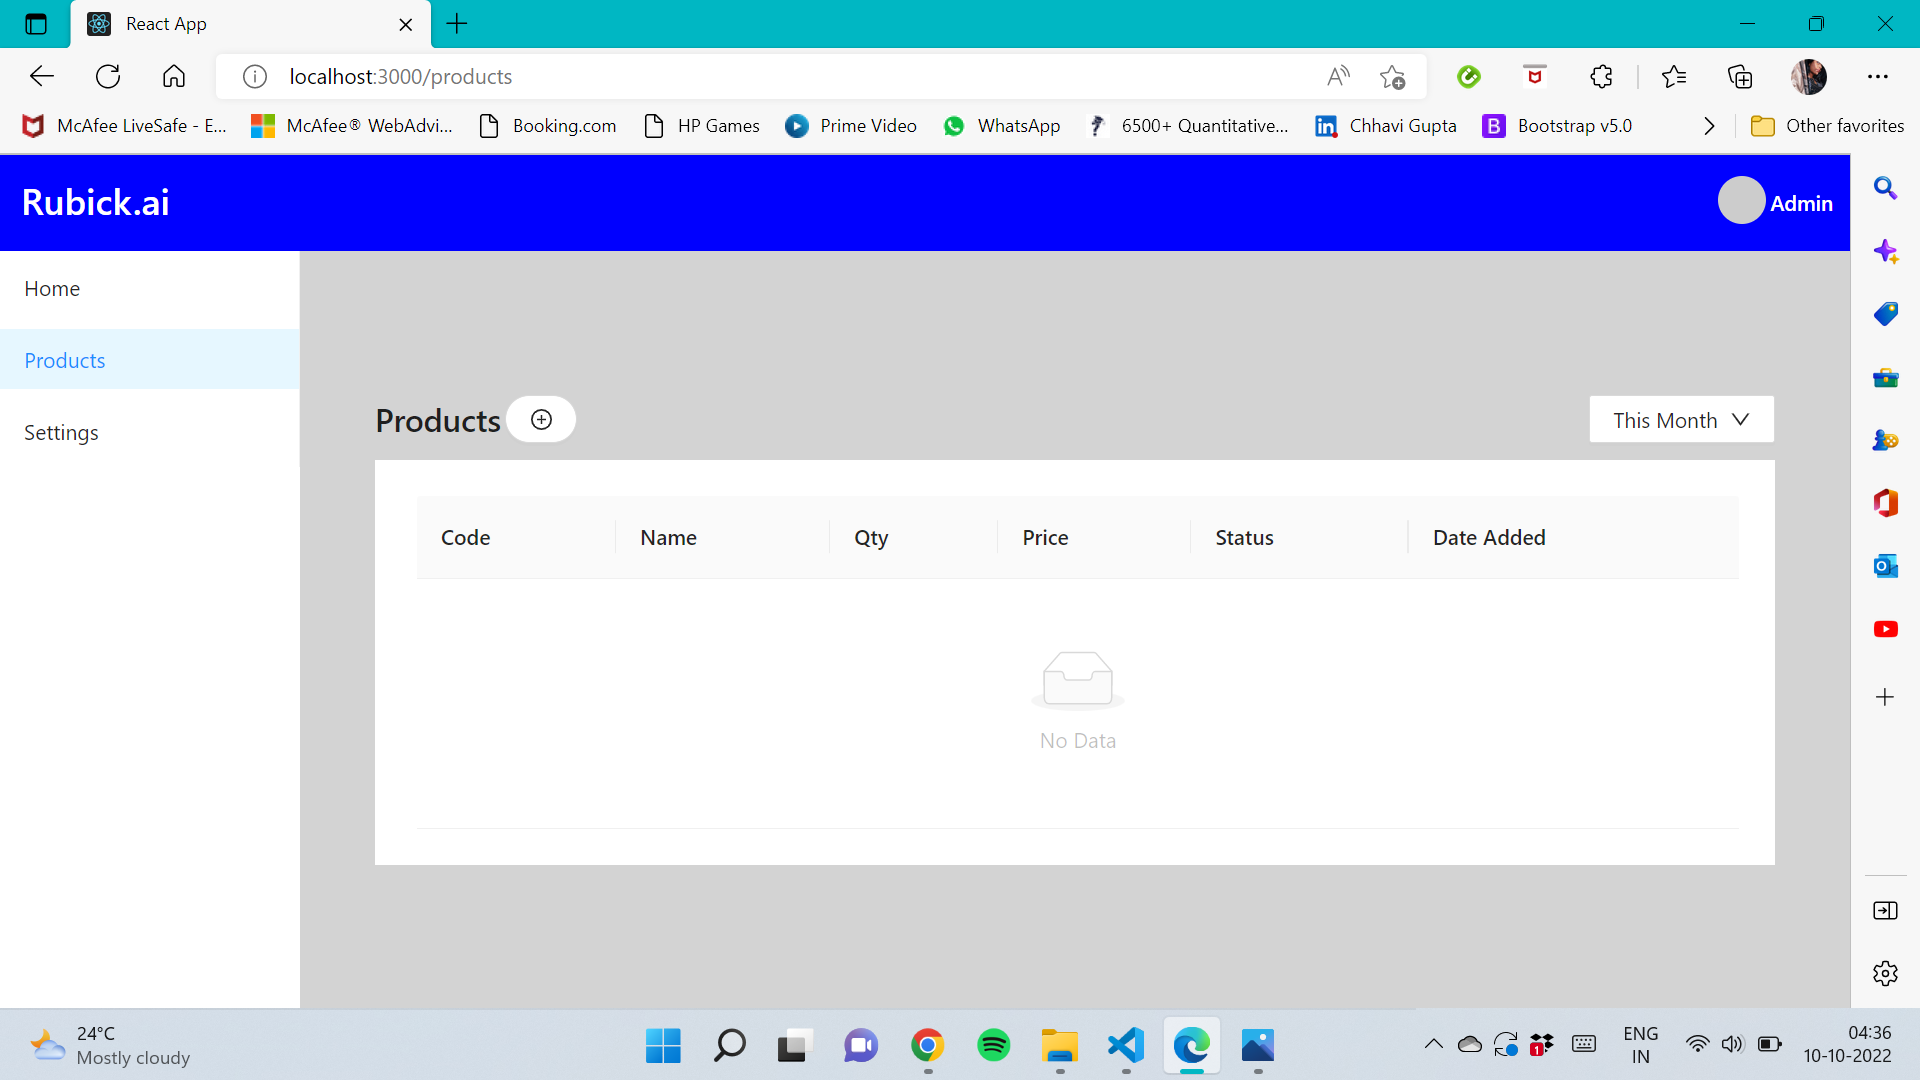 React App
localhost:3000/products
McAfee LiveSafe - E... McAfee® WebAdvi... Booking.com HP Games Prime Video WhatsApp 6500+ Quantitative... Chhavi Gupta Bootstrap v5.0 Other favorites
Rubick.ai Admin
Home
Products
Settings
Products This Month
Code Name Qty Price Status Date Added
No Data
24°C
Mostly cloudy
ENG
IN
04:36
10-10-2022